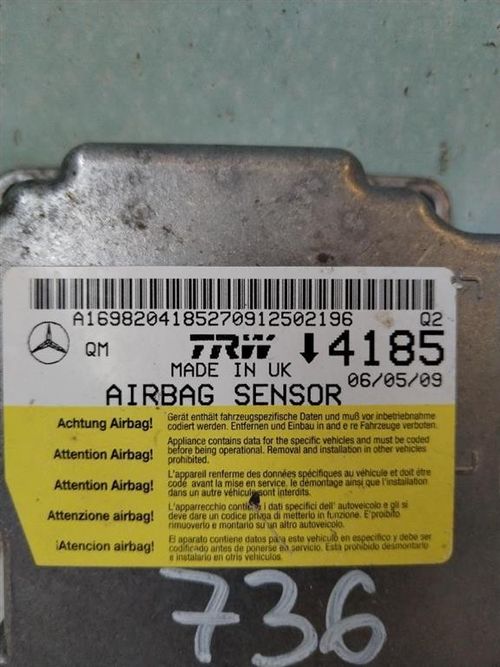 A1698204185270912502196 Q2
QM TRW 4185
MADE IN UK 06/05/09
AIRBAG SENSOR
Achtung Airbag! Gerät enthält fahrzeugspezifische Daten und muß vor inbetriebnahme
codiert werden. Entfernen und Einbau in and e re Fahrzeuge verboten.
Attention Airbag! Appliance contains data for the specific vehicles and must be coded
before being operational. Removal and installation in other vehicles
prohibited.
Attention Airbag! L'appareil renferme des données spécifiques au véhicule et doit être
codé avant la mise en service. le démontage ainsi que l'installation
dans un autre véhicule sont interdits.
Attenzione airbag! L'apparrecchio contiene i dati specifici dell' autoveicolo e gli si
deve dare un codice prima di metterlo in funzione. E'proibito
rimuoverlo e montarlo su un altro autoveicolo.
¡Atencion airbag! El aparato contiene datos para este vehículo en especifico y debe ser
codificado antes de ponerse en servicio. Esta prohibido desmontarlo
e instalarlo en otris vehículos.
736